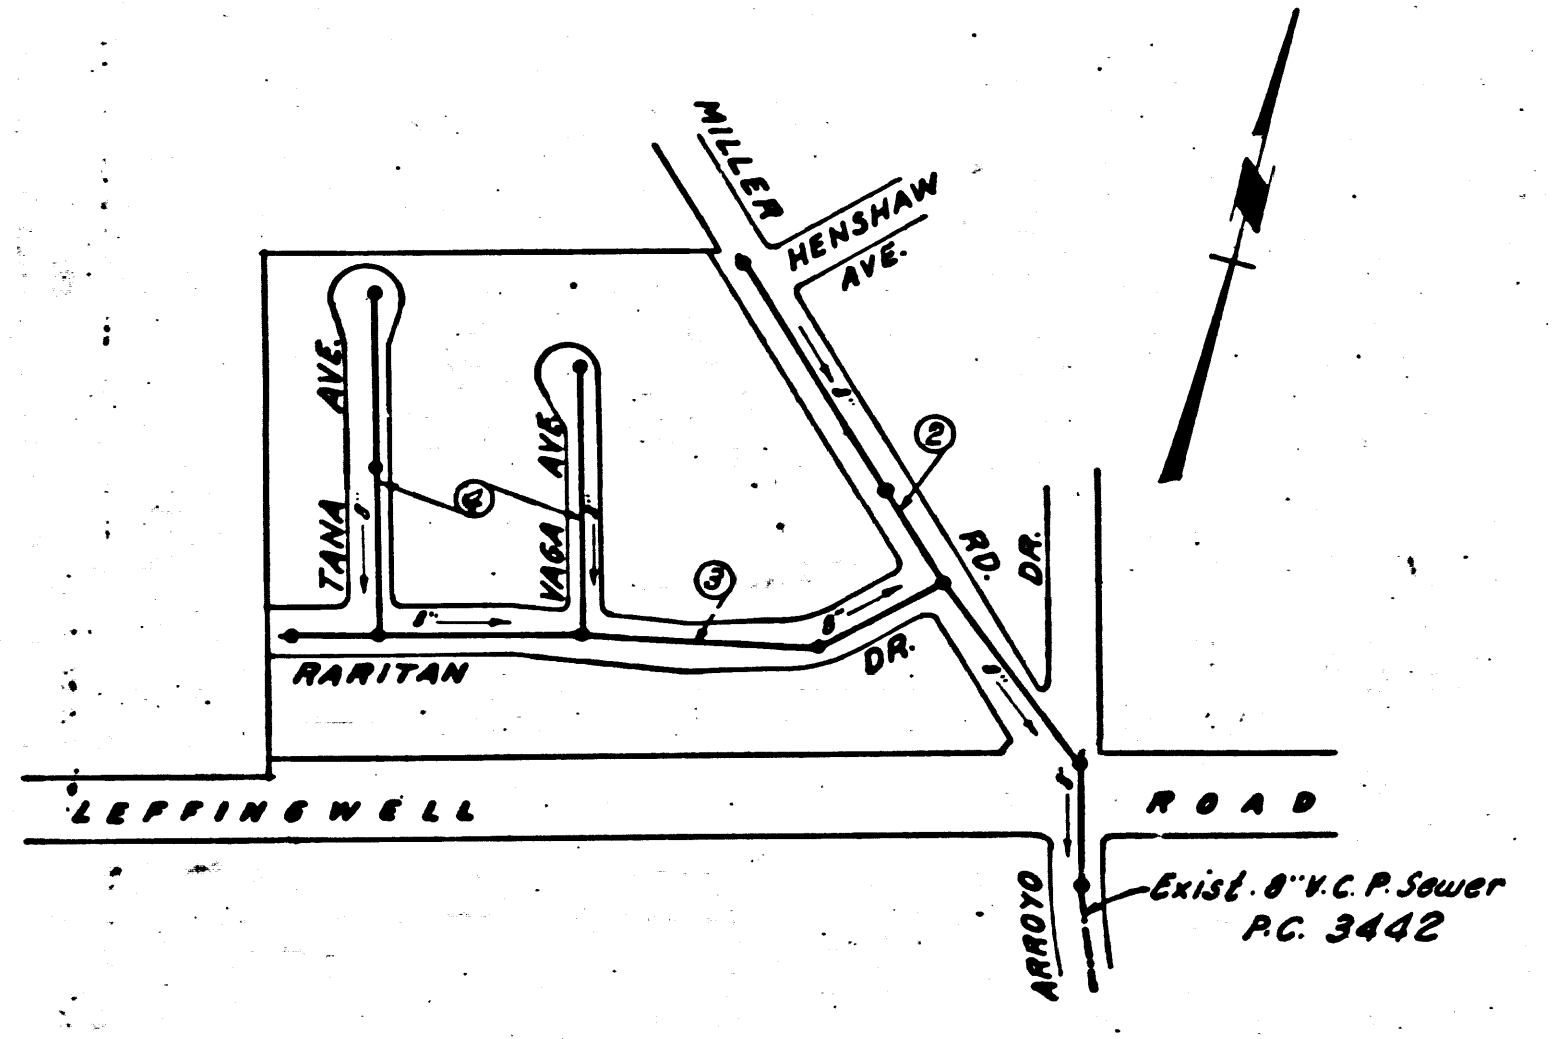 MILLER
HENSHAW
AVE.
8"
2
TANA AVE.
8"
4
VAGA AVE.
8"
RD.
DR.
3
8"
8"
DR.
RARITAN
8"
8"
LEFFINGWELL ROAD
ARROYO
Exist. 8" V.C.P. Sewer
P.C. 3442